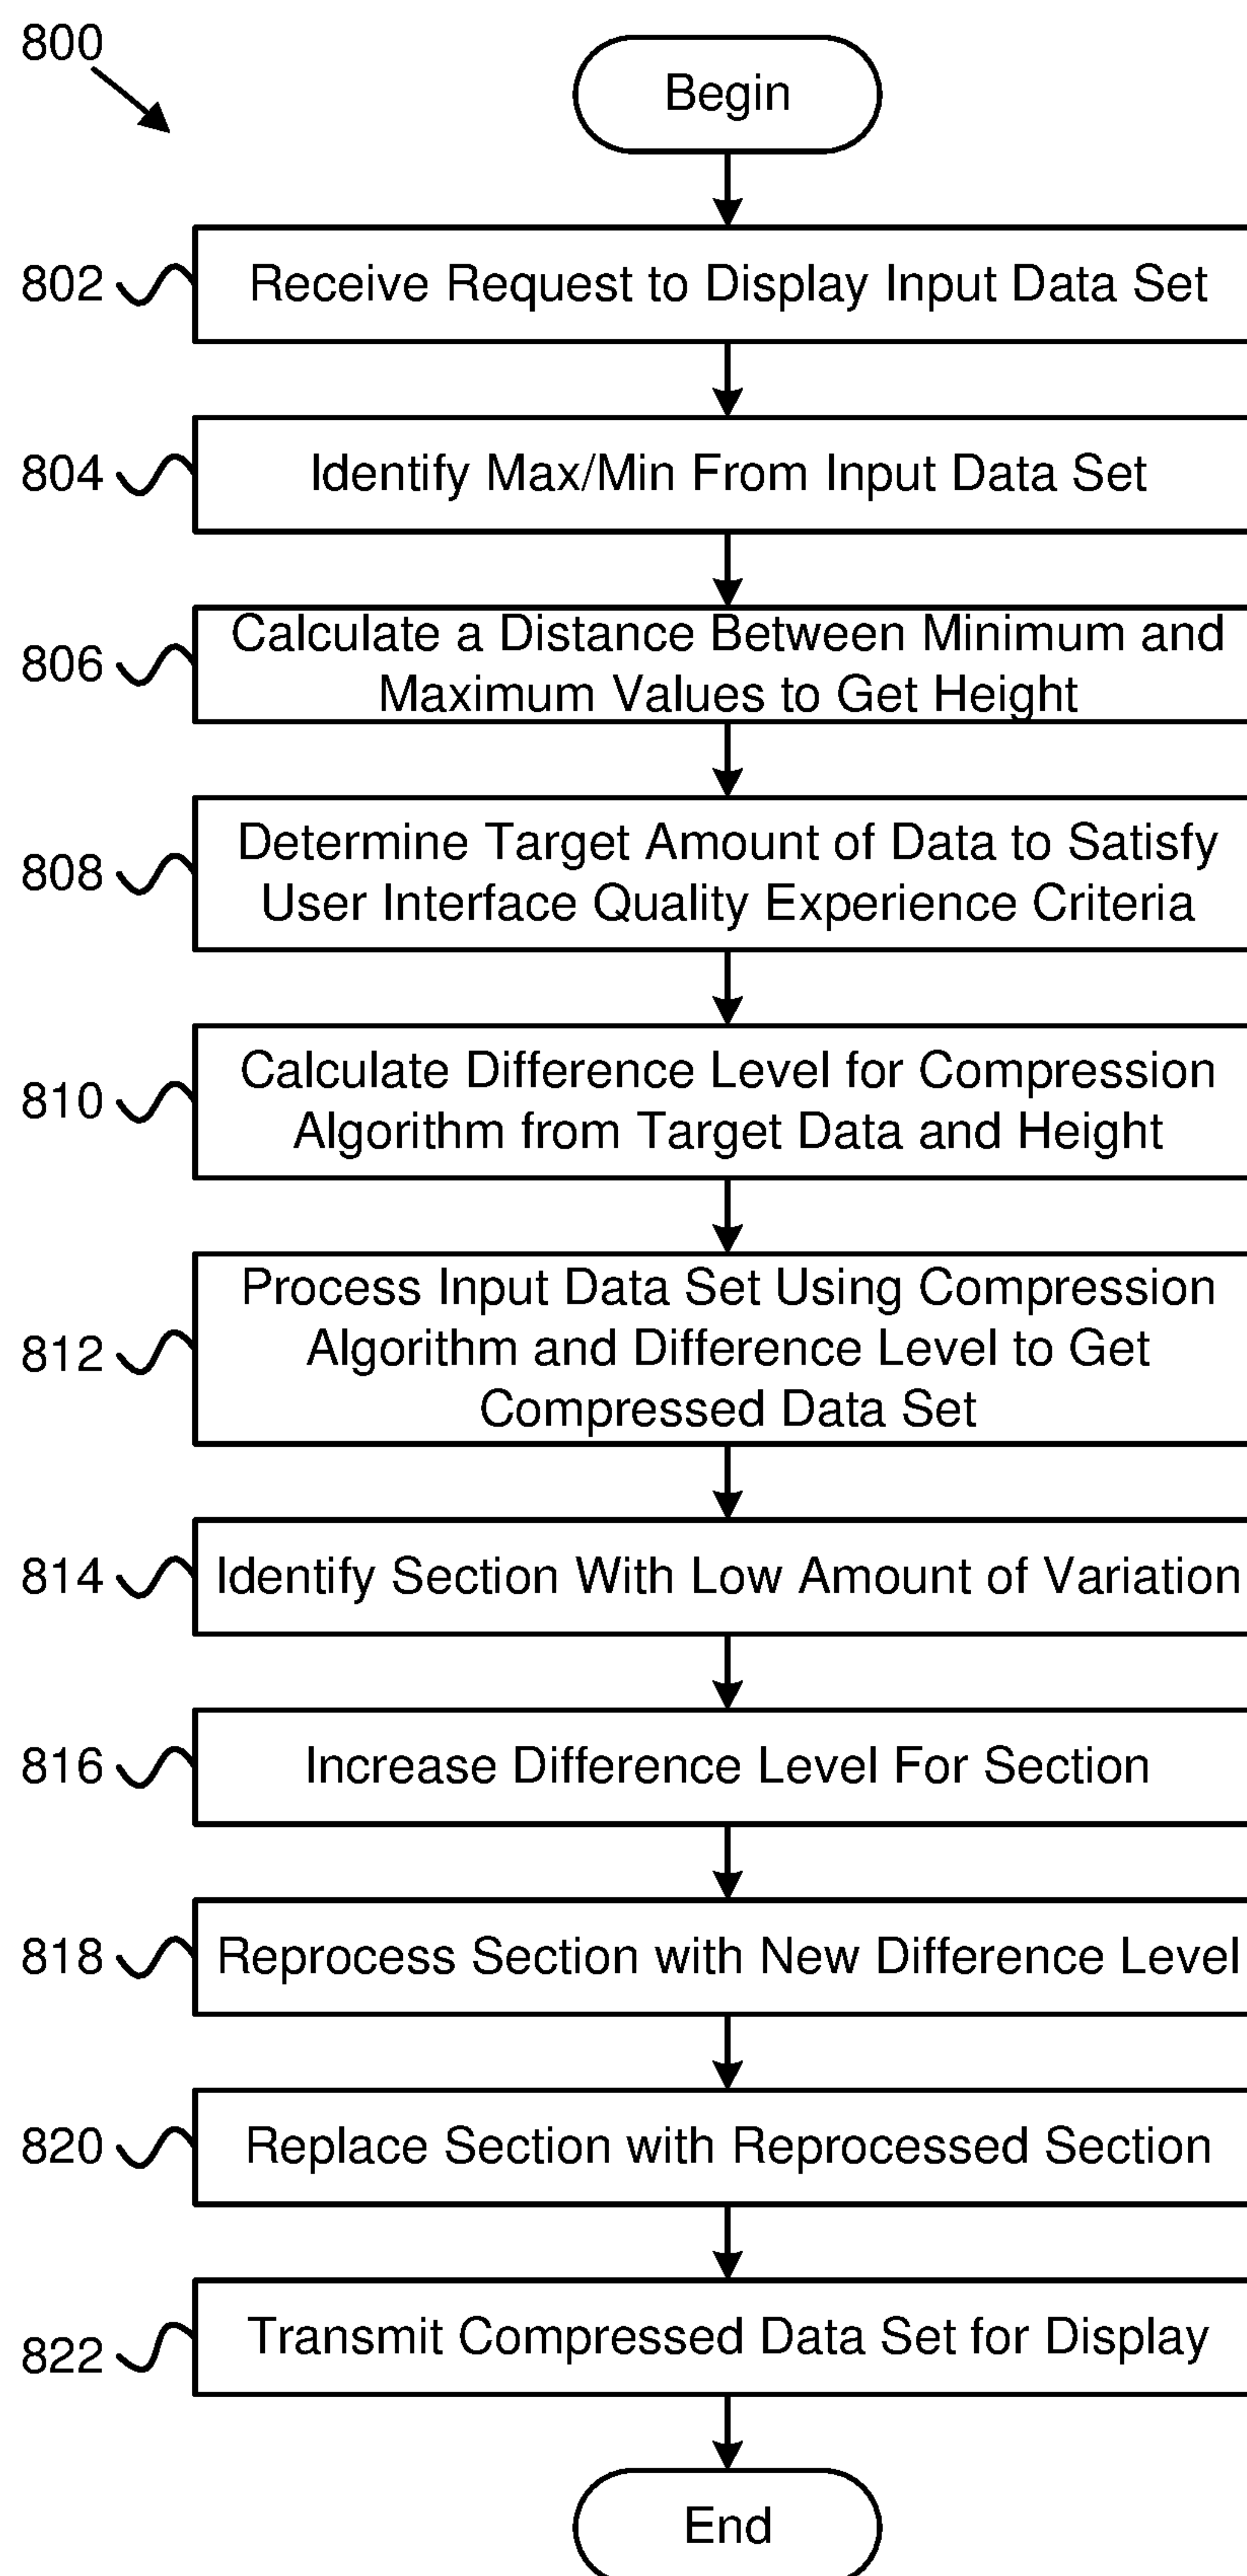 800
Begin
802
Receive Request to Display Input Data Set
804
Identify Max/Min From Input Data Set
806
Calculate a Distance Between Minimum and
Maximum Values to Get Height
808
Determine Target Amount of Data to Satisfy
User Interface Quality Experience Criteria
810
Calculate Difference Level for Compression
Algorithm from Target Data and Height
812
Process Input Data Set Using Compression
Algorithm and Difference Level to Get
Compressed Data Set
814
Identify Section With Low Amount of Variation
816
Increase Difference Level For Section
818
Reprocess Section with New Difference Level
820
Replace Section with Reprocessed Section
822
Transmit Compressed Data Set for Display
End